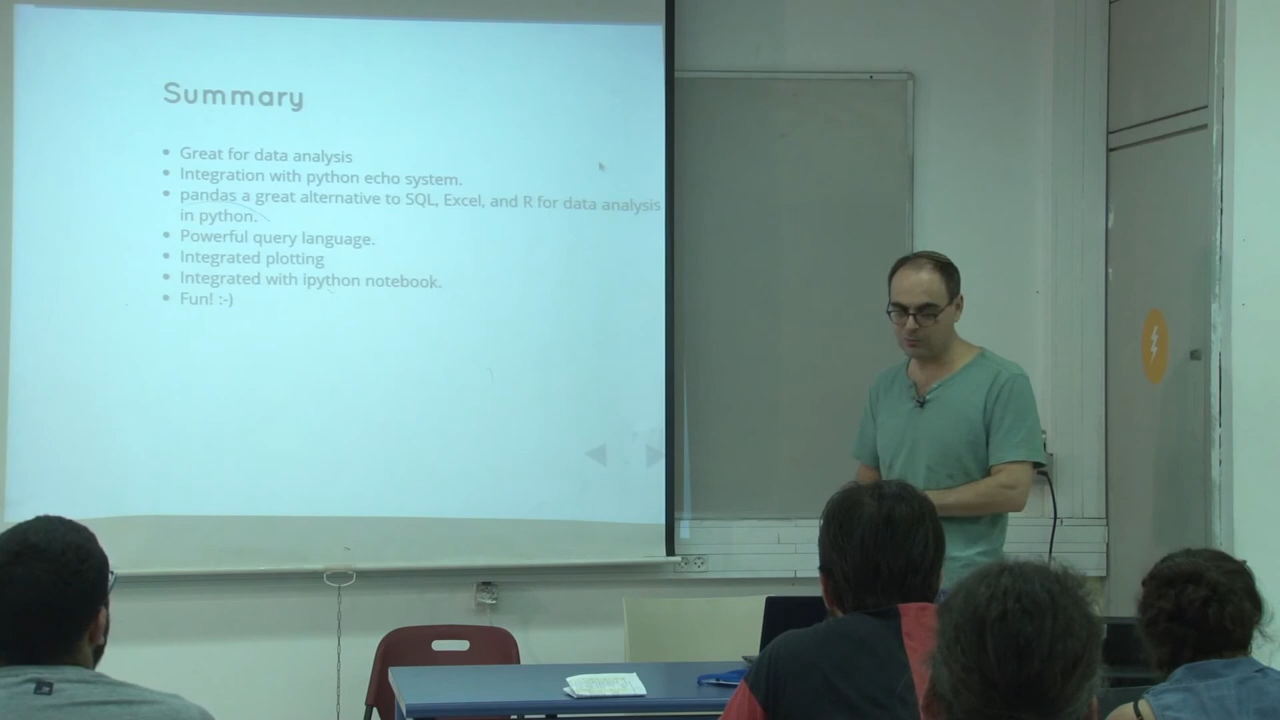 Summary
Great for data analysis
Integration with python echo system.
pandas a great alternative to SQL, Excel, and R for data analysis
in python.
Powerful query language.
Integrated plotting
Integrated with ipython notebook.
Fun! :-)